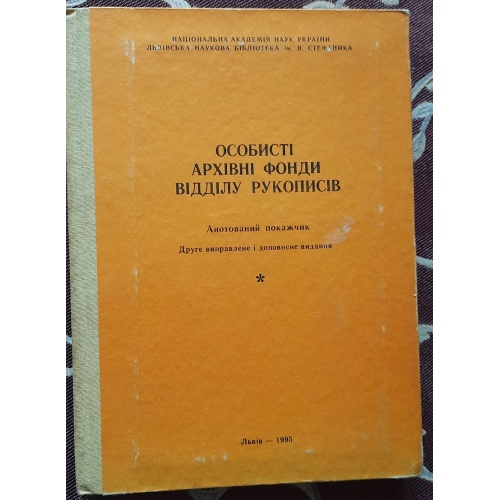 НАЦІОНАЛЬНА АКАДЕМІЯ НАУК УКРАЇНИ
ЛЬВІВСЬКА НАУКОВА БІБЛІОТЕКА ім. В. СТЕФАНИКА
ОСОБИСТІ
АРХІВНІ ФОНДИ
ВІДДІЛУ РУКОПИСІВ
Анотований покажчик
Друге виправлене і доповнене видання
*
Львів — 1995